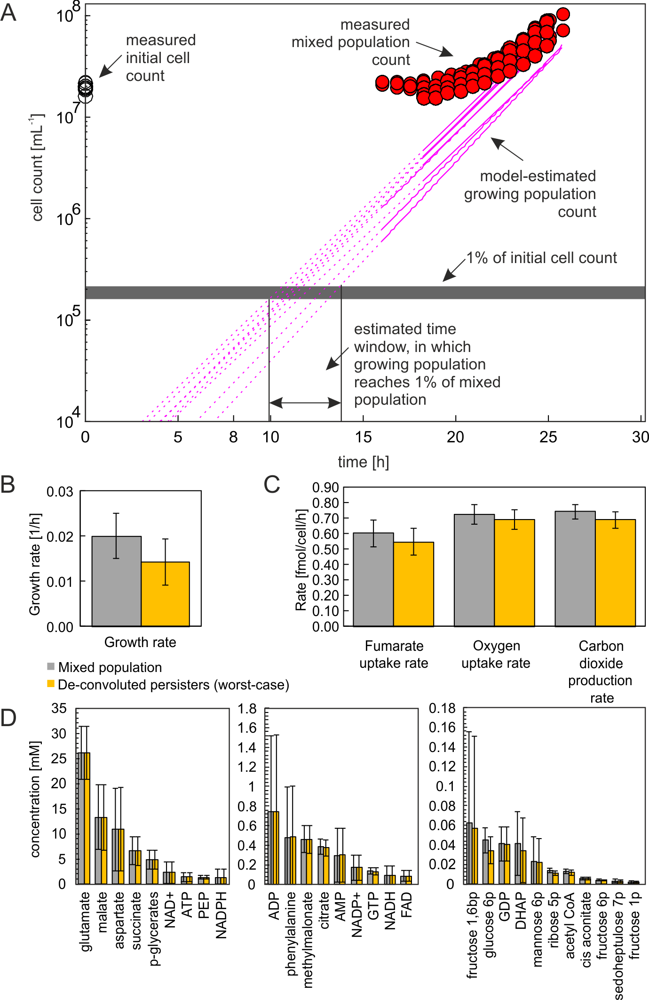 A
10^8
10^7
10^6
10^5
10^4
cell count [mL^-1]
measured
initial cell
count
measured
mixed population
count
model-estimated
growing population
count
1% of initial cell count
estimated time
window, in which
growing population
reaches 1% of mixed
population
0 5 8 10 15 20 25 30
time [h]
B
0.03
0.02
0.01
0.00
Growth rate [1/h]
Growth rate
C
0.90
0.80
0.70
0.60
0.50
0.40
0.30
0.20
0.10
0.00
Rate [fmol/cell/h]
Fumarate
uptake rate
Oxygen
uptake rate
Carbon
dioxide
production
rate
Mixed population
De-convoluted persisters (worst-case)
D
35
30
25
20
15
10
5
0
concentration [mM]
glutamate
malate
aspartate
succinate
p-glycerates
NAD+
ATP
PEP
NADPH
1.8
1.6
1.4
1.2
1
0.8
0.6
0.4
0.2
0
ADP
phenylalanine
methylmalonate
citrate
AMP
NADP+
GTP
NADH
FAD
0.18
0.16
0.14
0.12
0.1
0.08
0.06
0.04
0.02
0
fructose 1,6bp
glucose 6p
GDP
DHAP
mannose 6p
ribose 5p
acetyl CoA
cis aconitate
fructose 6p
sedoheptulose 7p
fructose 1p